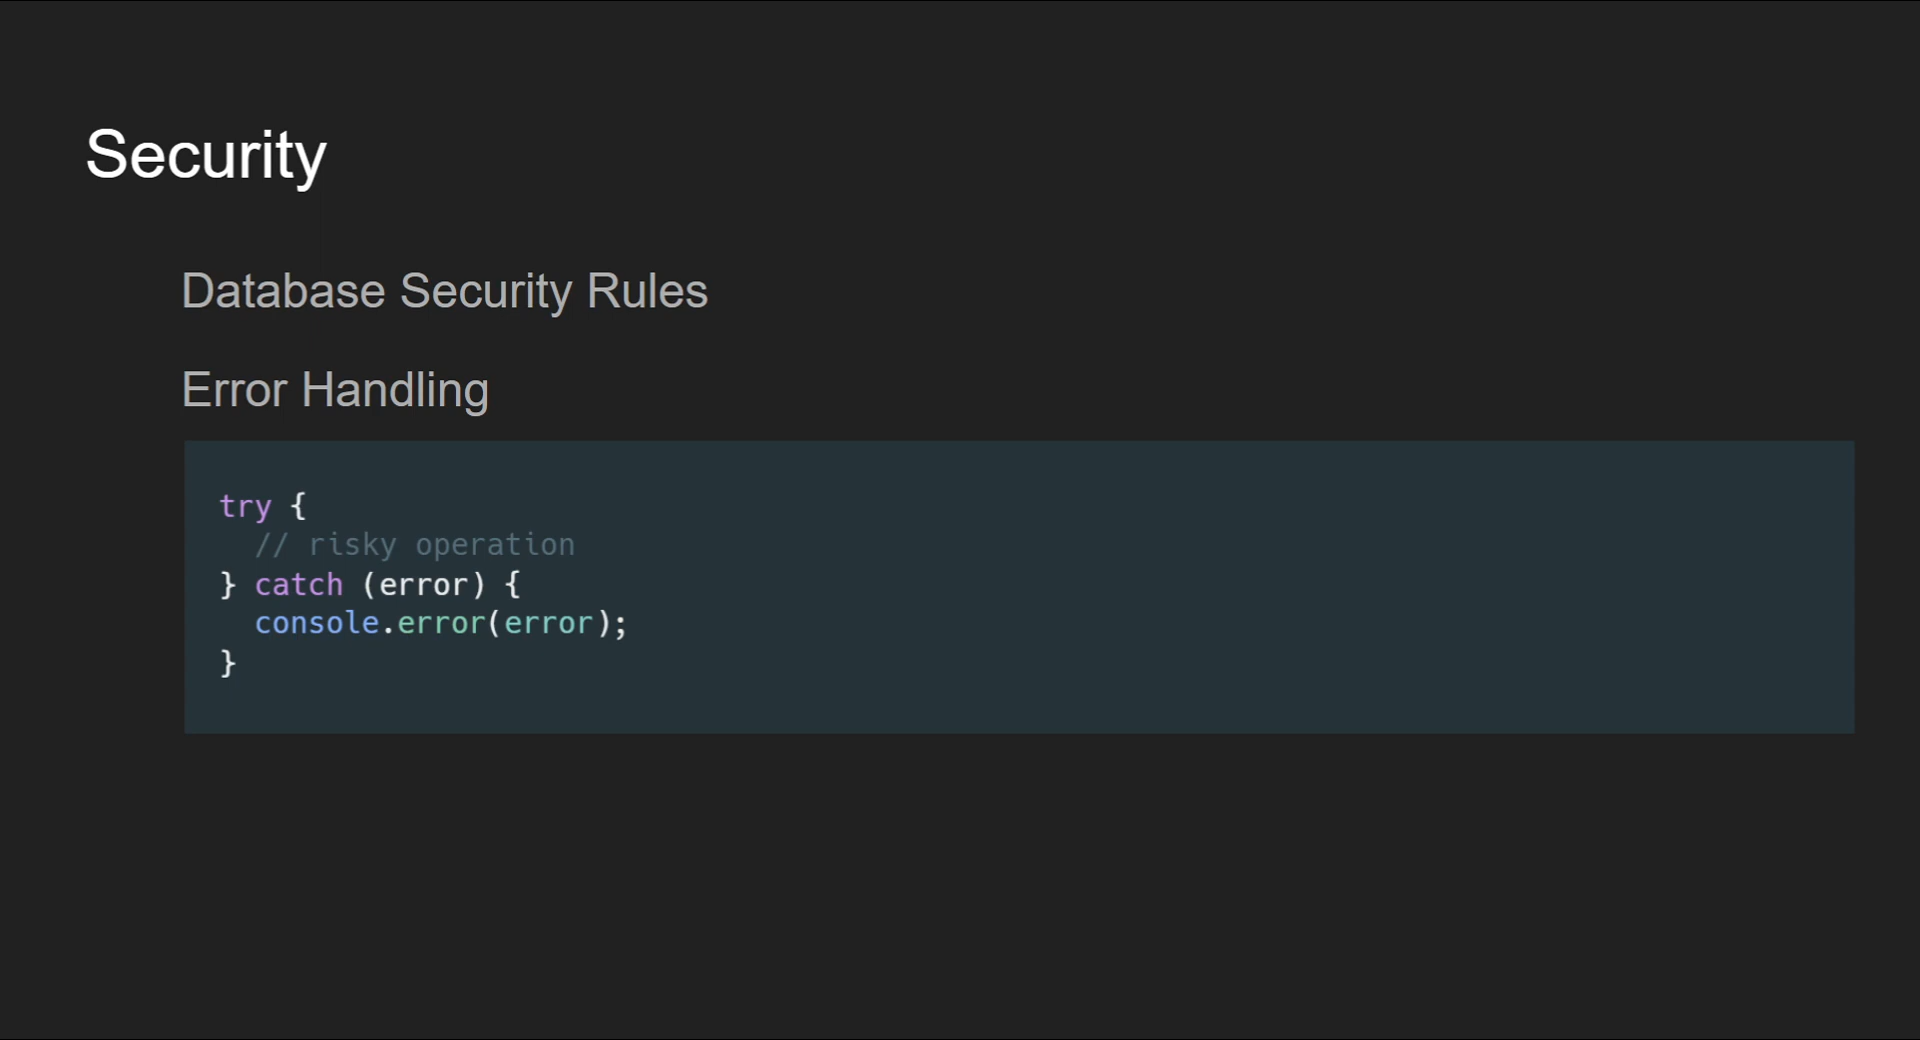 Security
Database Security Rules
Error Handling
try {
  // risky operation
} catch (error) {
  console.error(error);
}